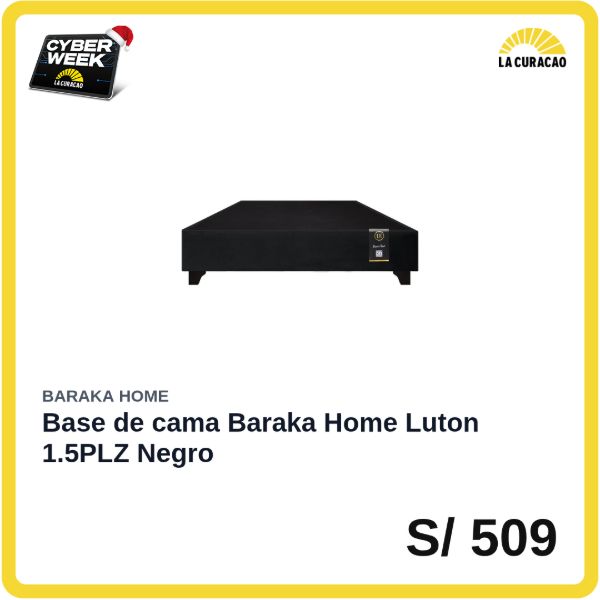 CYBER
WEEK
LA CURACAO
LA CURACAO
BARAKA HOME
Base de cama Baraka Home Luton
1.5PLZ Negro
S/ 509